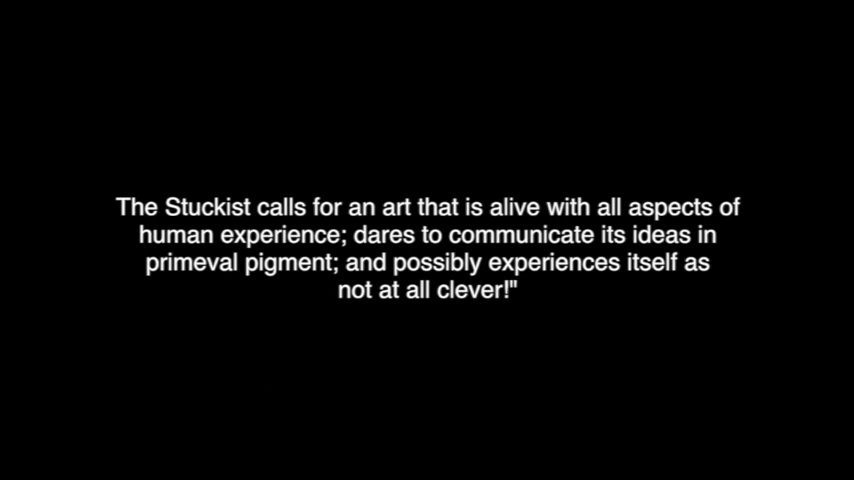 The Stuckist calls for an art that is alive with all aspects of
human experience; dares to communicate its ideas in
primeval pigment; and possibly experiences itself as
not at all clever!"